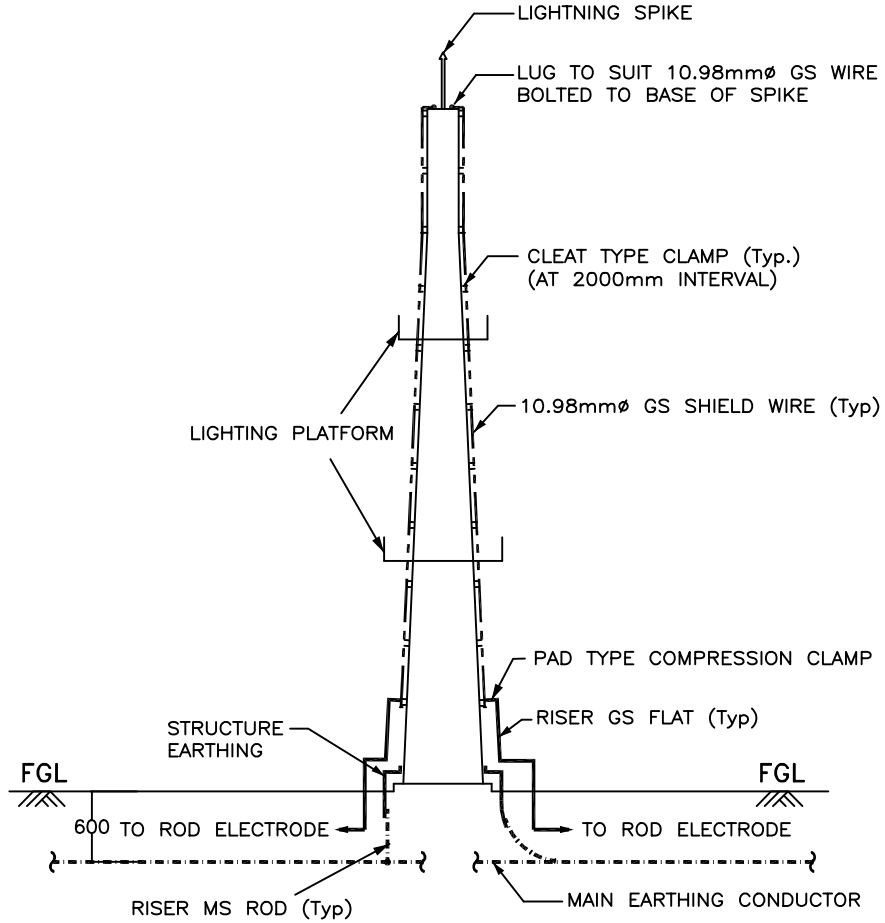 LIGHTNING SPIKE
LUG TO SUIT 10.98mmø GS WIRE
BOLTED TO BASE OF SPIKE
CLEAT TYPE CLAMP (Typ.)
(AT 2000mm INTERVAL)
10.98mmø GS SHIELD WIRE (Typ)
LIGHTING PLATFORM
PAD TYPE COMPRESSION CLAMP
RISER GS FLAT (Typ)
STRUCTURE
EARTHING
FGL
FGL
600
TO ROD ELECTRODE
TO ROD ELECTRODE
RISER MS ROD (Typ)
MAIN EARTHING CONDUCTOR